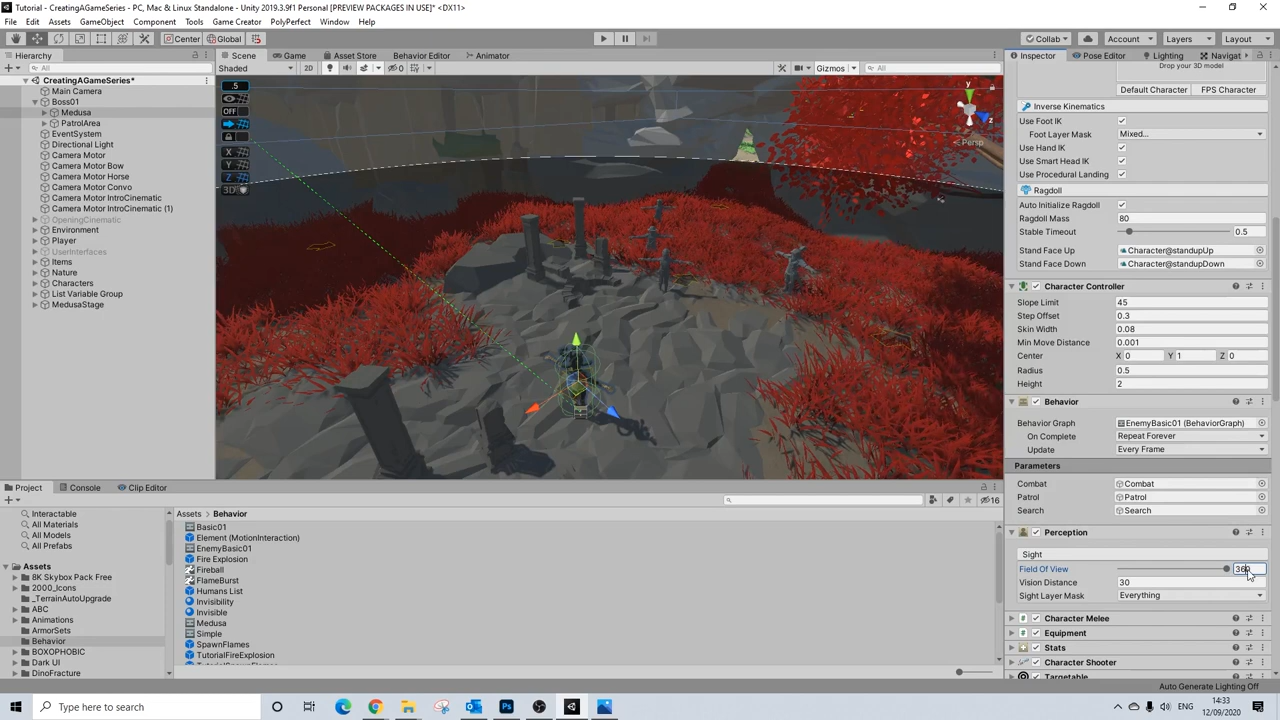 Tutorial - CreatingAGameSeries - PC, Mac & Linux Standalone - Unity 2019.3.9f1 Personal [PREVIEW PACKAGES IN USE]* <DX11>
File Edit Assets GameObject Component Tools Game Creator PolyPerfect Window Help
Center Global Collab Account Layers Layout
Hierarchy Scene Game Asset Store Behavior Editor Animator Inspector Pose Editor Lighting Navigat
All Shaded 2D 0 Gizmos All
Drop your 3D model
Default Character FPS Character
Inverse Kinematics
Use Foot IK
Foot Layer Mask Mixed...
Use Hand IK
Use Smart Head IK
Use Procedural Landing
Ragdoll
Auto Initialize Ragdoll
Ragdoll Mass 80
Stable Timeout 0.5
Stand Face Up Character@standupUp
Stand Face Down Character@standupDown
Character Controller
Slope Limit 45
Step Offset 0.3
Skin Width 0.08
Min Move Distance 0.001
Center X 0 Y 1 Z 0
Radius 0.5
Height 2
Behavior
Behavior Graph EnemyBasic01 (BehaviorGraph)
On Complete Repeat Forever
Update Every Frame
Parameters
Combat Combat
Patrol Patrol
Search Search
Perception
Sight
Field Of View 360
Vision Distance 30
Sight Layer Mask Everything
Character Melee
Equipment
Stats
Character Shooter
Targetable
CreatingAGameSeries*
Main Camera
Boss01
Medusa
PatrolArea
EventSystem
Directional Light
Camera Motor
Camera Motor Bow
Camera Motor Horse
Camera Motor Convo
Camera Motor IntroCinematic
Camera Motor IntroCinematic (1)
OpeningCinematic
Environment
Player
UserInterfaces
Items
Nature
Characters
List Variable Group
MedusaStage
.5
OFF
X
Y
Z
3D
y
z
Persp
Project Console Clip Editor
16
Interactable
All Materials
All Models
All Prefabs
Assets
8K Skybox Pack Free
2000_Icons
_TerrainAutoUpgrade
ABC
Animations
ArmorSets
Behavior
BOXOPHOBIC
Dark UI
DinoFracture
Assets Behavior
Basic01
Element (MotionInteraction)
EnemyBasic01
Fire Explosion
Fireball
FlameBurst
Humans List
Invisibility
Invisible
Medusa
Simple
SpawnFlames
TutorialFireExplosion
TutorialSpawnFlames
Auto Generate Lighting Off
Type here to search
ENG
14:33
12/09/2020